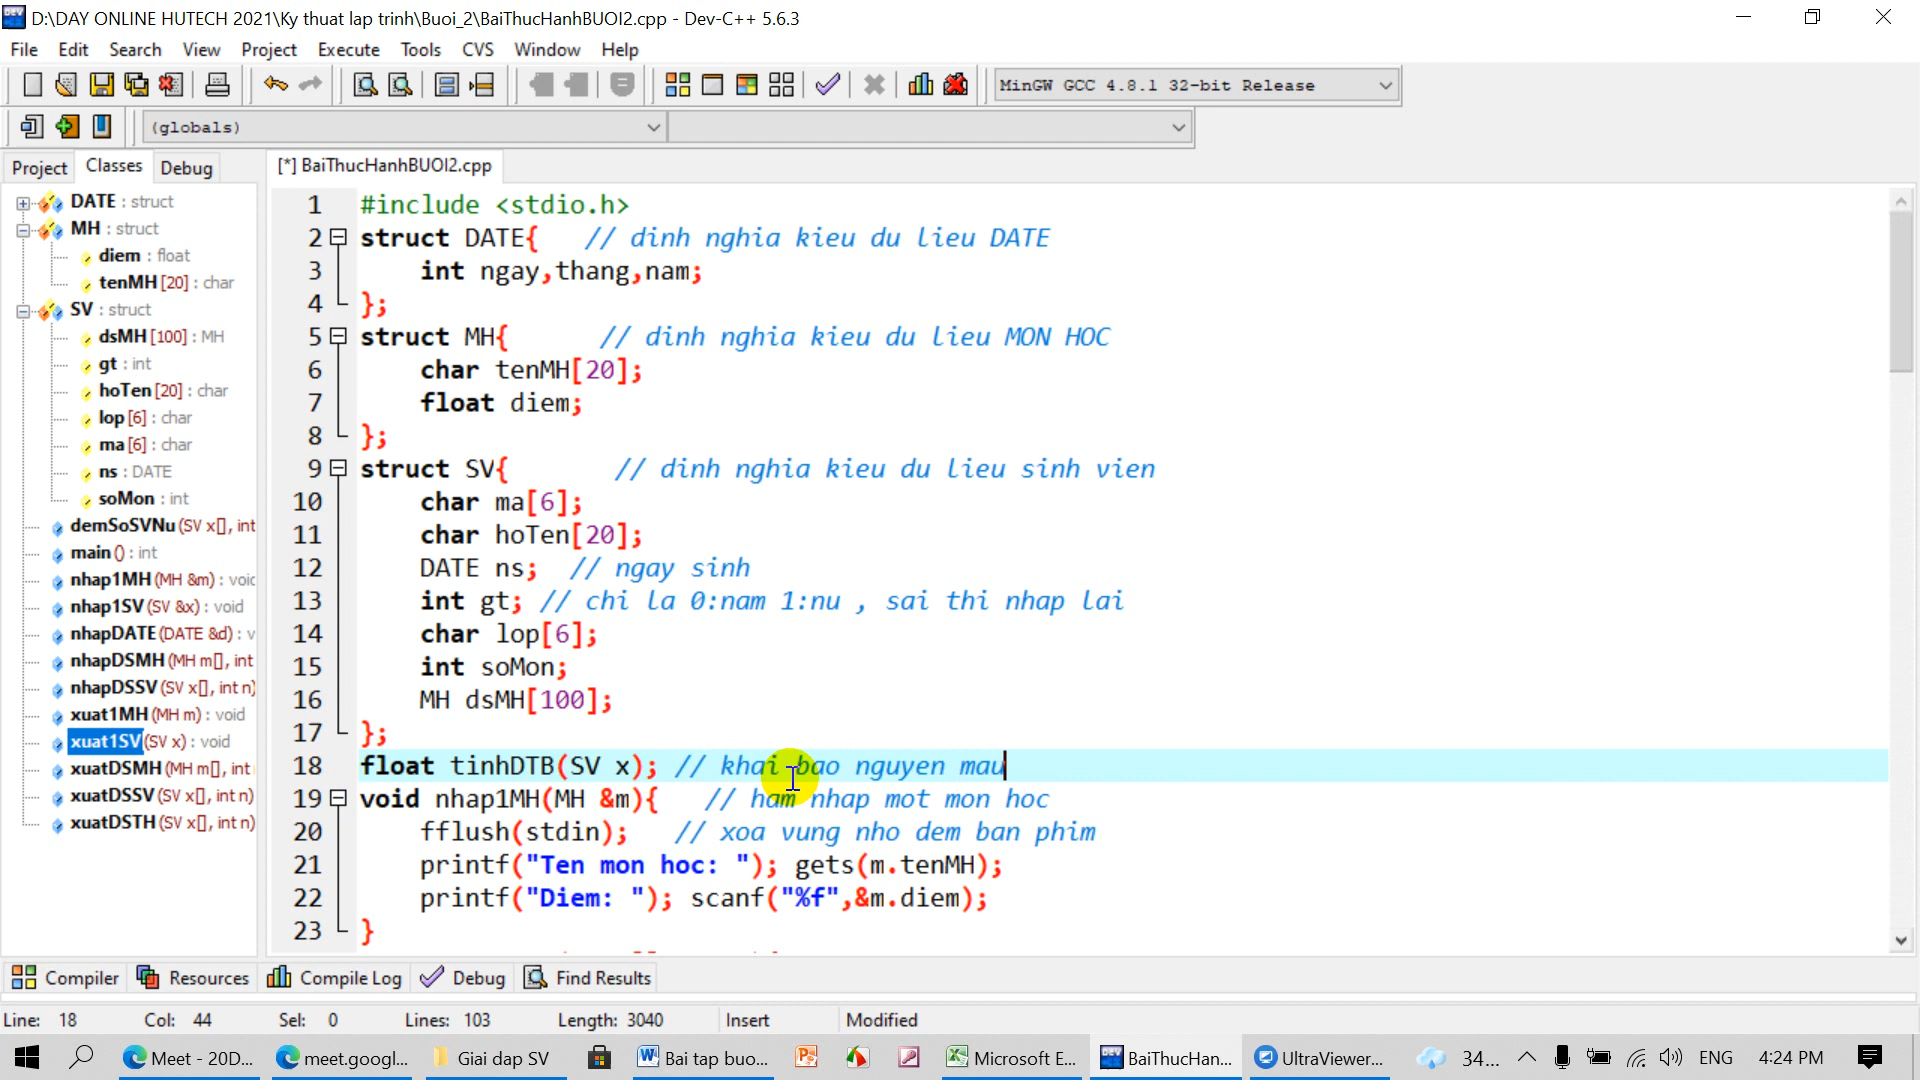 D:\DAY ONLINE HUTECH 2021\Ky thuat lap trinh\Buoi_2\BaiThucHanhBUOI2.cpp - Dev-C++ 5.6.3
File Edit Search View Project Execute Tools CVS Window Help
MinGW GCC 4.8.1 32-bit Release
(globals)
Project Classes Debug
[*] BaiThucHanhBUOI2.cpp
DATE : struct
MH : struct
diem : float
tenMH [20] : char
SV : struct
dsMH [100] : MH
gt : int
hoTen [20] : char
lop [6] : char
ma [6] : char
ns : DATE
soMon : int
demSoSVNu (SV x[], int
main () : int
nhap1MH (MH &m) : voic
nhap1SV (SV &x) : void
nhapDATE (DATE &d) : v
nhapDSMH (MH m[], int
nhapDSSV (SV x[], int n)
xuat1MH (MH m) : void
xuat1SV (SV x) : void
xuatDSMH (MH m[], int
xuatDSSV (SV x[], int n)
xuatDSTH (SV x[], int n)
1 #include <stdio.h>
2 struct DATE{ // dinh nghia kieu du lieu DATE
3 int ngay,thang,nam;
4 };
5 struct MH{ // dinh nghia kieu du lieu MON HOC
6 char tenMH[20];
7 float diem;
8 };
9 struct SV{ // dinh nghia kieu du lieu sinh vien
10 char ma[6];
11 char hoTen[20];
12 DATE ns; // ngay sinh
13 int gt; // chi la 0:nam 1:nu , sai thi nhap lai
14 char lop[6];
15 int soMon;
16 MH dsMH[100];
17 };
18 float tinhDTB(SV x); // khai bao nguyen mau
19 void nhap1MH(MH &m){ // ham nhap mot mon hoc
20 fflush(stdin); // xoa vung nho dem ban phim
21 printf("Ten mon hoc: "); gets(m.tenMH);
22 printf("Diem: "); scanf("%f",&m.diem);
23 }
Compiler Resources Compile Log Debug Find Results
Line: 18 Col: 44 Sel: 0 Lines: 103 Length: 3040 Insert Modified
Meet - 20D... meet.googl... Giai dap SV Bai tap buo... Microsoft E... BaiThucHan... UltraViewer... 34... ENG 4:24 PM